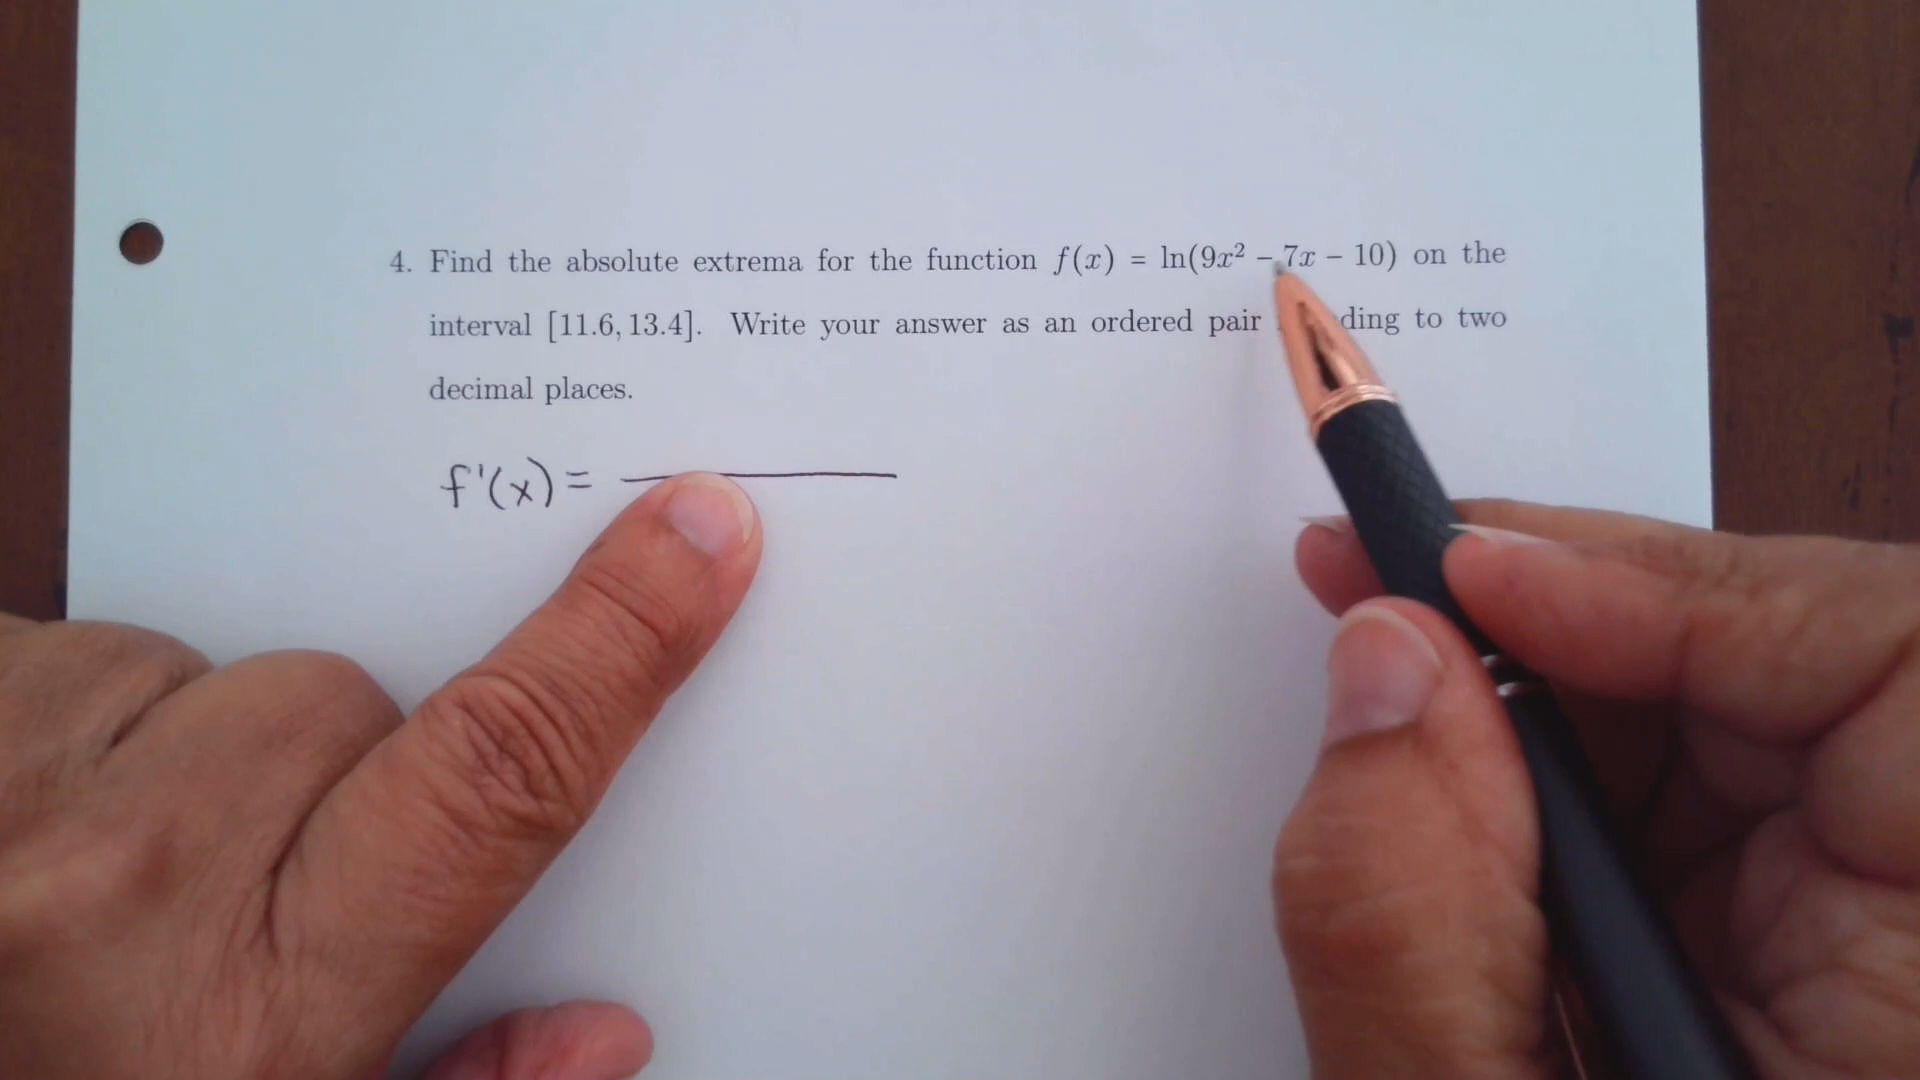 4. Find the absolute extrema for the function f(x) = ln(9x² − 7x − 10) on the
interval [11.6, 13.4]. Write your answer as an ordered pair ding to two
decimal places.
f'(x)=